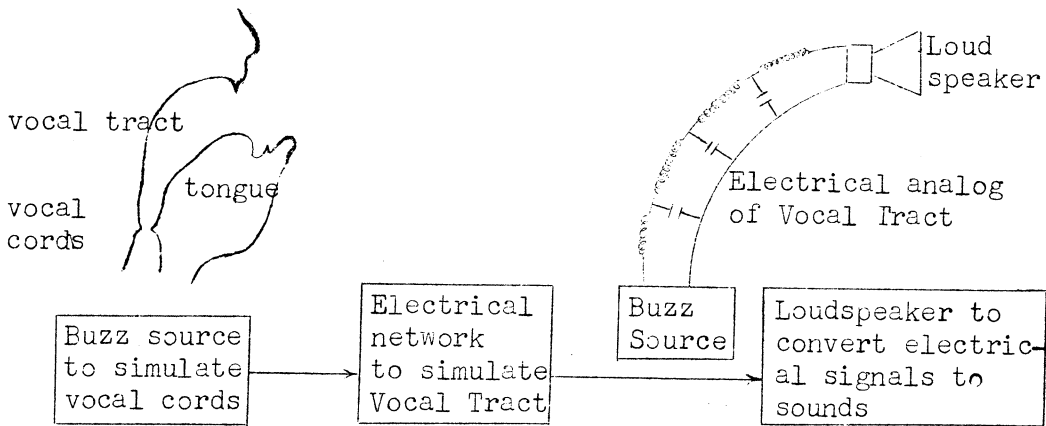 Loud
speaker
vocal tract
tongue
vocal
cords
Electrical analog
of Vocal Tract
Buzz source
to simulate
vocal cords
Electrical
network
to simulate
Vocal Tract
Buzz
Source
Loudspeaker to
convert electric-
al signals to
sounds